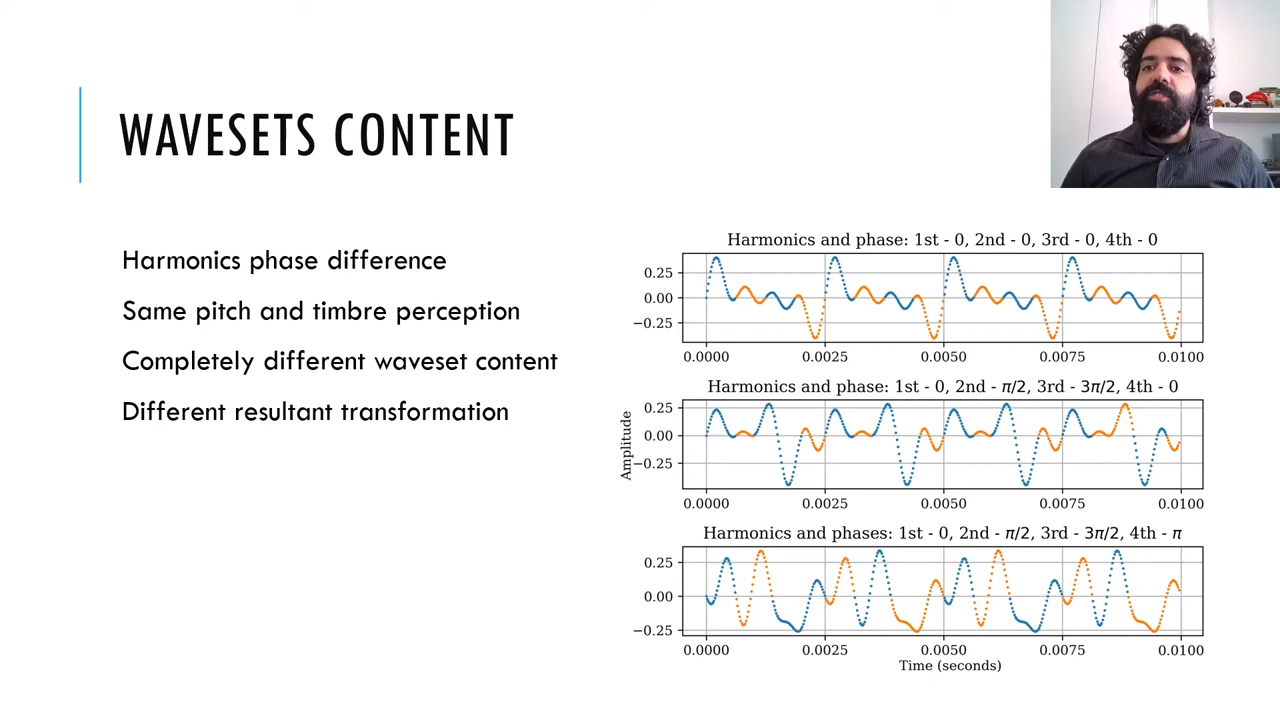 WAVESETS CONTENT
Harmonics phase difference
Same pitch and timbre perception
Completely different waveset content
Different resultant transformation
Harmonics and phase: 1st - 0, 2nd - 0, 3rd - 0, 4th - 0
0.25
0.00
−0.25
0.0000 0.0025 0.0050 0.0075 0.0100
Harmonics and phase: 1st - 0, 2nd - π/2, 3rd - 3π/2, 4th - 0
0.25
0.00
−0.25
Amplitude
0.0000 0.0025 0.0050 0.0075 0.0100
Harmonics and phases: 1st - 0, 2nd - π/2, 3rd - 3π/2, 4th - π
0.25
0.00
−0.25
0.0000 0.0025 0.0050 0.0075 0.0100
Time (seconds)